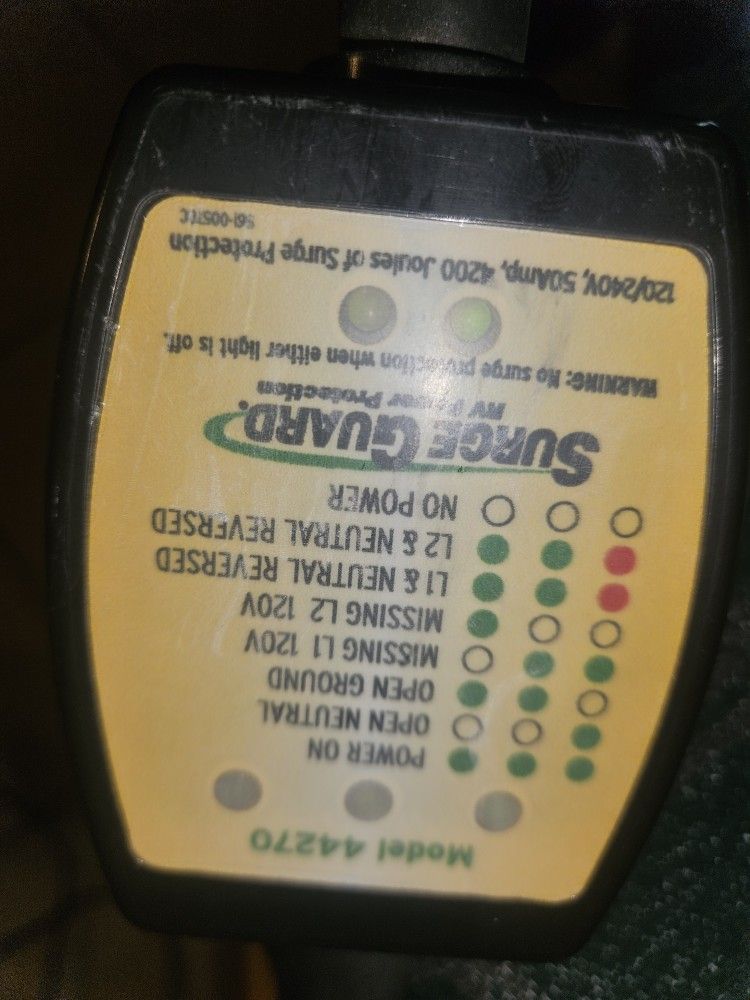 Model 44270
POWER ON
OPEN NEUTRAL
OPEN GROUND
MISSING L1 120V
MISSING L2 120V
L1 & NEUTRAL REVERSED
L2 & NEUTRAL REVERSED
NO POWER
SURGE GUARD®
RV Power Protection
WARNING: No surge protection when either light is off.
120/240V, 50Amp, 4200 Joules of Surge Protection